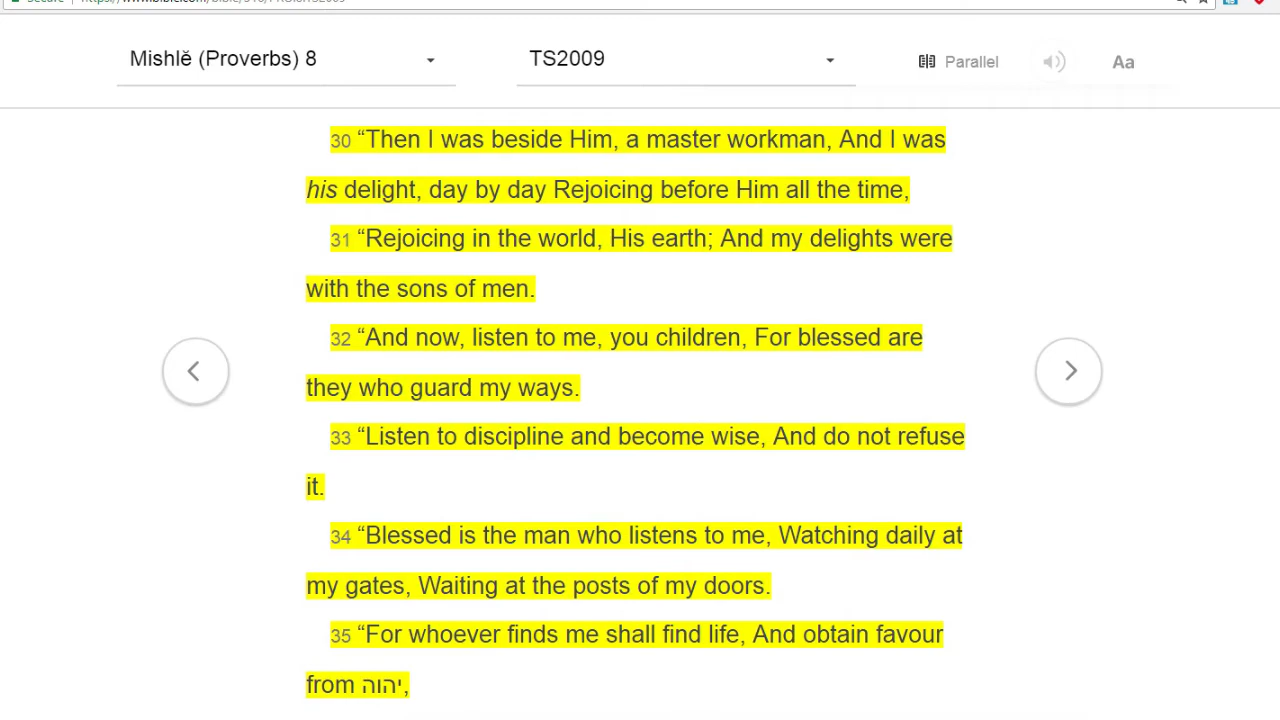 Mishlĕ (Proverbs) 8
TS2009
Parallel
Aa
30 “Then I was beside Him, a master workman, And I was
his delight, day by day Rejoicing before Him all the time,
31 “Rejoicing in the world, His earth; And my delights were
with the sons of men.
32 “And now, listen to me, you children, For blessed are
they who guard my ways.
33 “Listen to discipline and become wise, And do not refuse
it.
34 “Blessed is the man who listens to me, Watching daily at
my gates, Waiting at the posts of my doors.
35 “For whoever finds me shall find life, And obtain favour
from יהוה,